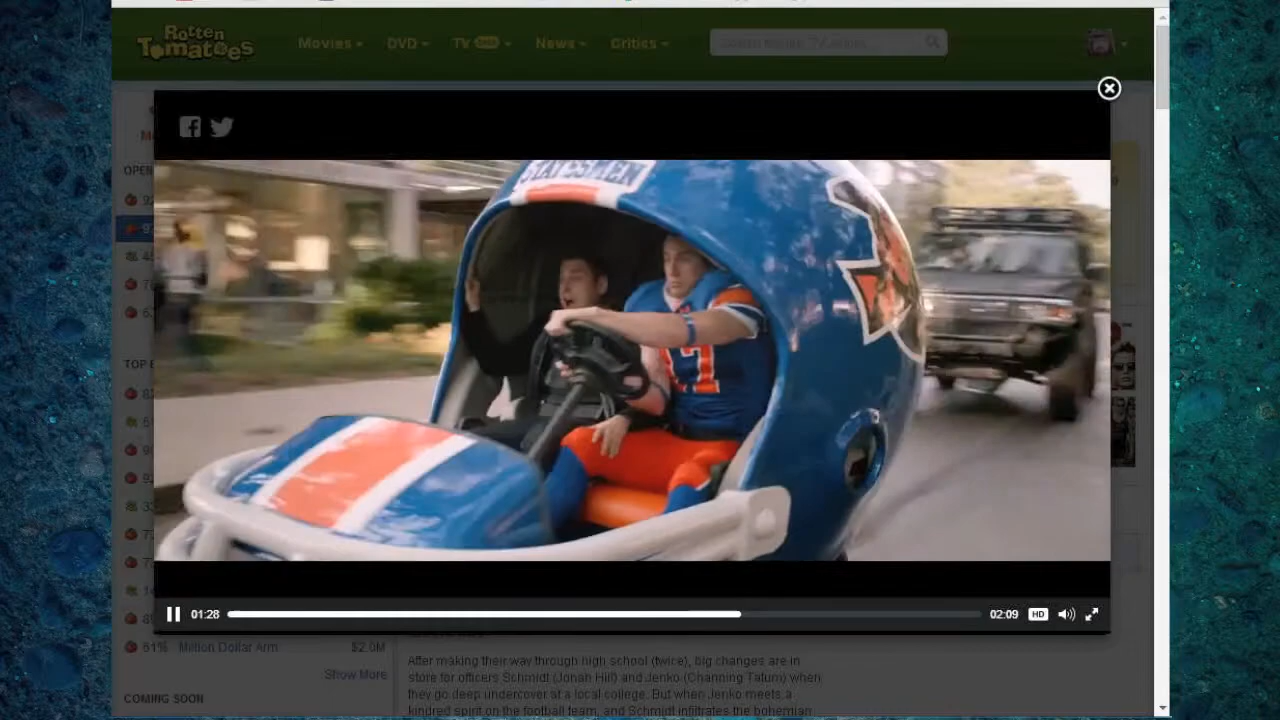 Rotten
Tomatoes
Movies
DVD
TV
News
Critics
STATESMEN
17
01:28
02:09
HD
51% Million Dollar Arm $2.0M
Show More
COMING SOON
After making their way through high school (twice), big changes are in
store for officers Schmidt (Jonah Hill) and Jenko (Channing Tatum) when
they go deep undercover at a local college. But when Jenko meets a
kindred spirit on the football team, and Schmidt infiltrates the bohemian